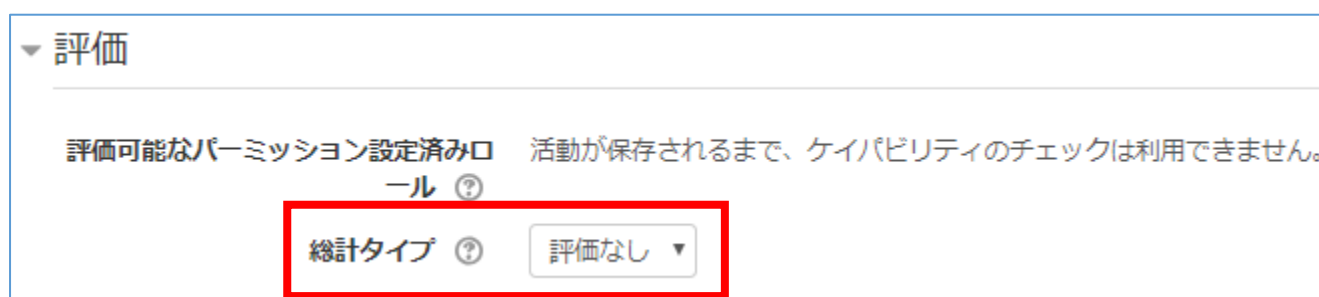 評価
評価可能なパーミッション設定済みロ 活動が保存されるまで、ケイパビリティのチェックは利用できません。
ール
総計タイプ 評価なし